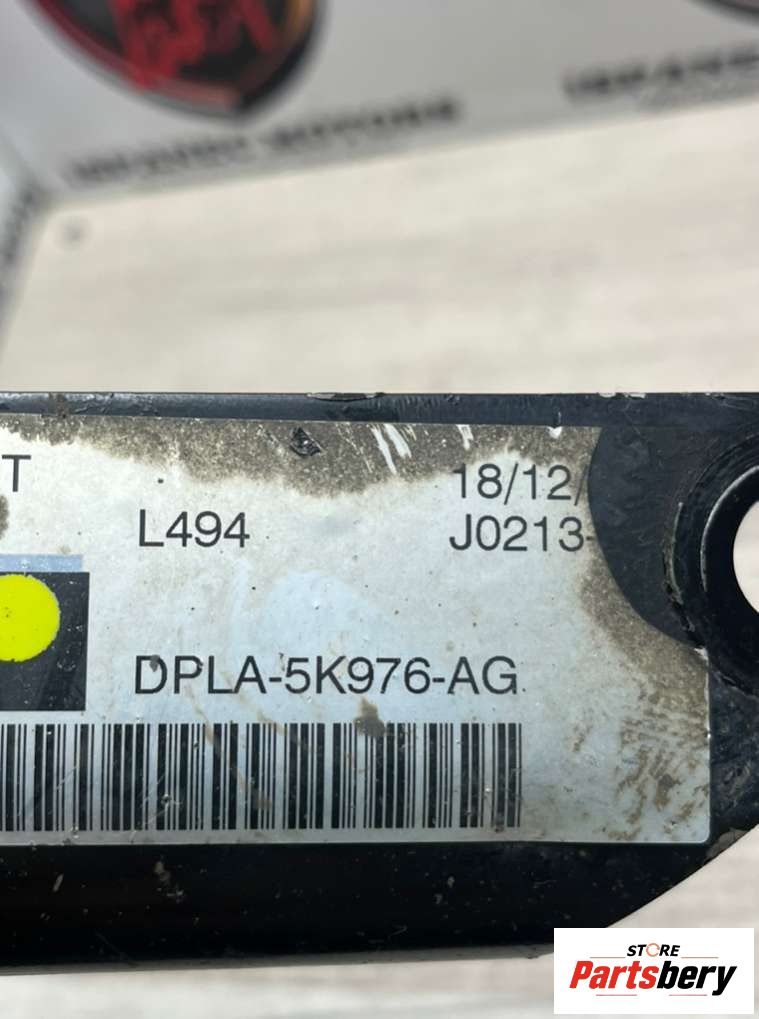 T
18/12/
L494
J0213-
DPLA-5K976-AG
STORE
Partsbery